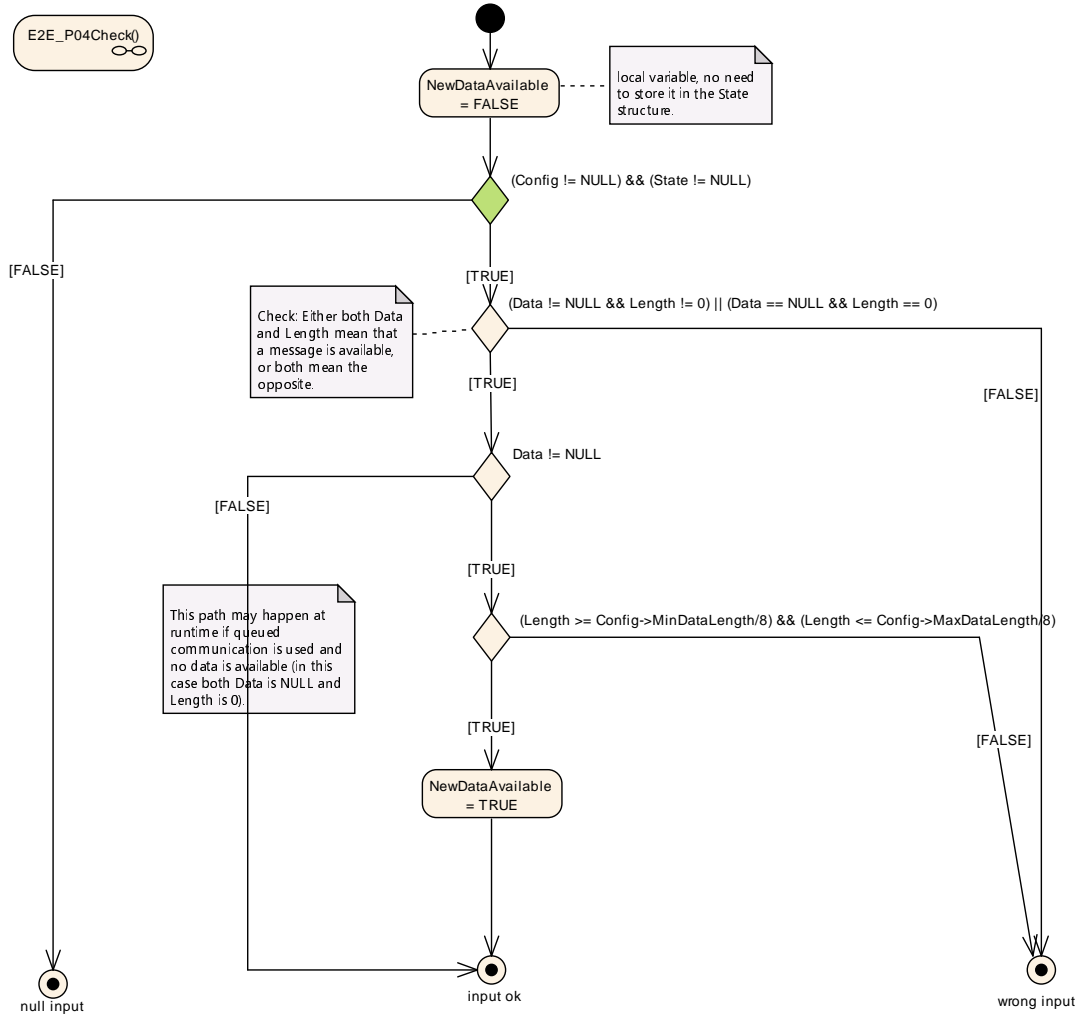 E2E_P04Check()
NewDataAvailable
= FALSE
local variable, no need
to store it in the State
structure.
(Config != NULL) && (State != NULL)
[FALSE]
[TRUE]
(Data != NULL && Length != 0) || (Data == NULL && Length == 0)
Check: Either both Data
and Length mean that
a message is available,
or both mean the
opposite.
[TRUE]
[FALSE]
Data != NULL
[FALSE]
[TRUE]
This path may happen at
runtime if queued
communication is used and
no data is available (in this
case both Data is NULL and
Length is 0).
(Length >= Config->MinDataLength/8) && (Length <= Config->MaxDataLength/8)
[TRUE]
[FALSE]
NewDataAvailable
= TRUE
null input
input ok
wrong input